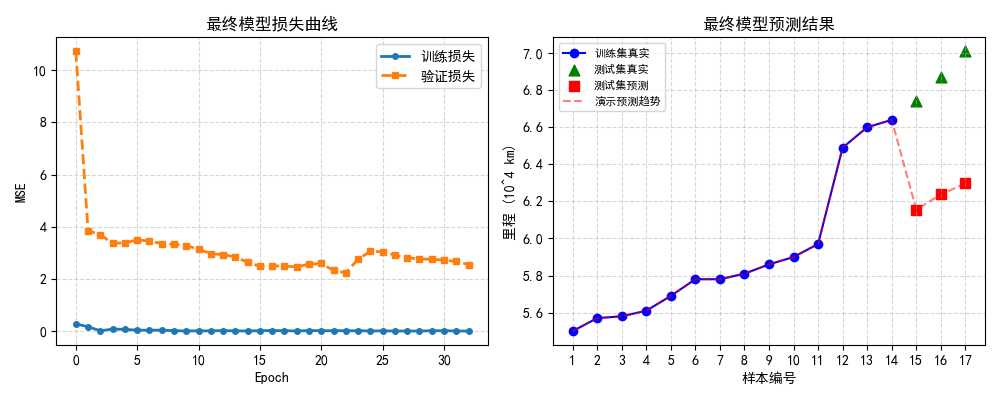 最终模型损失曲线
训练损失
验证损失
10
8
6
4
2
0
MSE
0 5 10 15 20 25 30
Epoch
最终模型预测结果
训练集真实
测试集真实
测试集预测
演示预测趋势
7.0
6.8
6.6
6.4
6.2
6.0
5.8
5.6
里程 (10^4 km)
1 2 3 4 5 6 7 8 9 10 11 12 13 14 15 16 17
样本编号